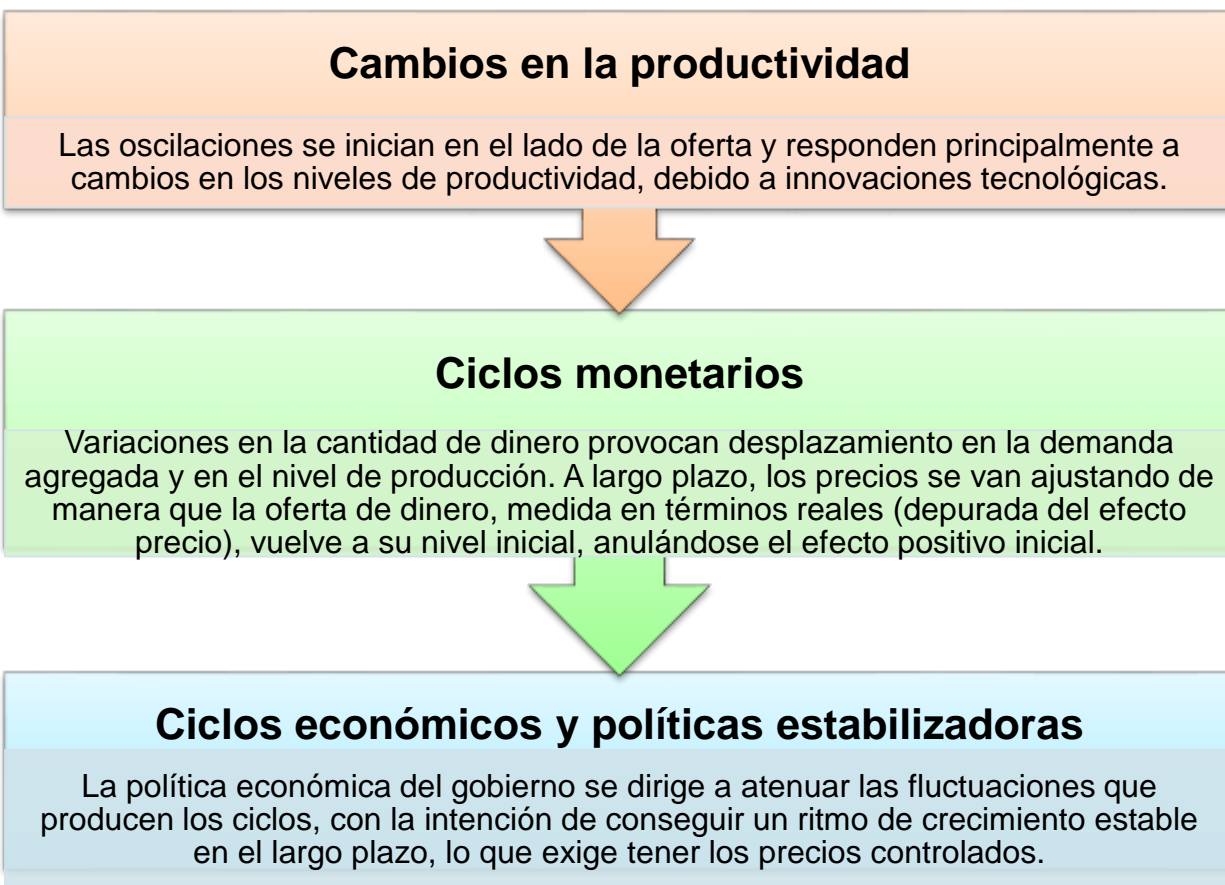 Cambios en la productividad
Las oscilaciones se inician en el lado de la oferta y responden principalmente a
cambios en los niveles de productividad, debido a innovaciones tecnológicas.
Ciclos monetarios
Variaciones en la cantidad de dinero provocan desplazamiento en la demanda
agregada y en el nivel de producción. A largo plazo, los precios se van ajustando de
manera que la oferta de dinero, medida en términos reales (depurada del efecto
precio), vuelve a su nivel inicial, anulándose el efecto positivo inicial.
Ciclos económicos y políticas estabilizadoras
La política económica del gobierno se dirige a atenuar las fluctuaciones que
producen los ciclos, con la intención de conseguir un ritmo de crecimiento estable
en el largo plazo, lo que exige tener los precios controlados.